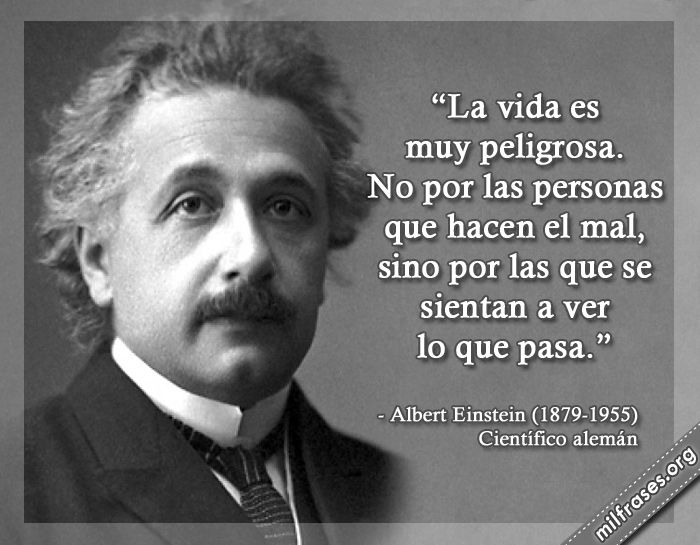 “La vida es
muy peligrosa.
No por las personas
que hacen el mal,
sino por las que se
sientan a ver
lo que pasa.”
- Albert Einstein (1879-1955)
Científico alemán
milfrases.org